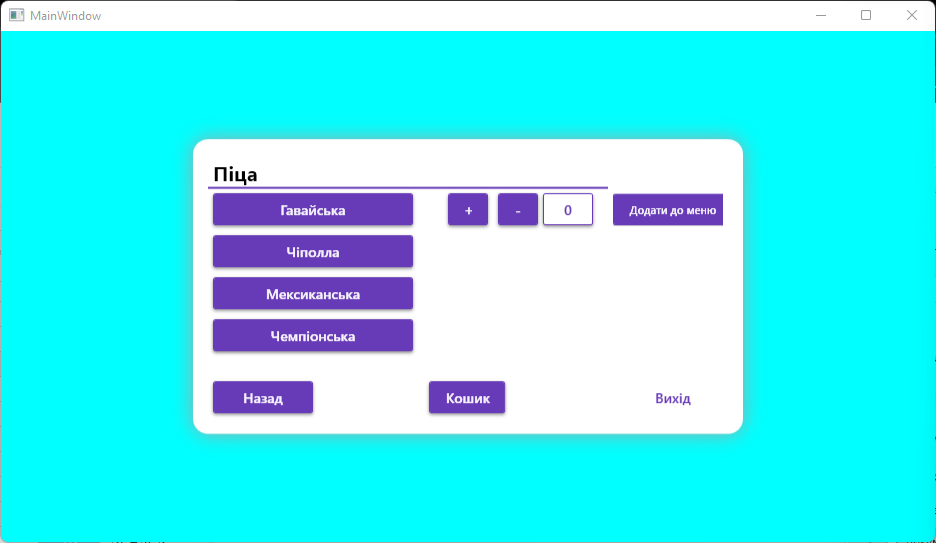 MainWindow
Піца
Гавайська + - 0 Додати до меню
Чіполла
Мексиканська
Чемпіонська
Назад Кошик Вихід